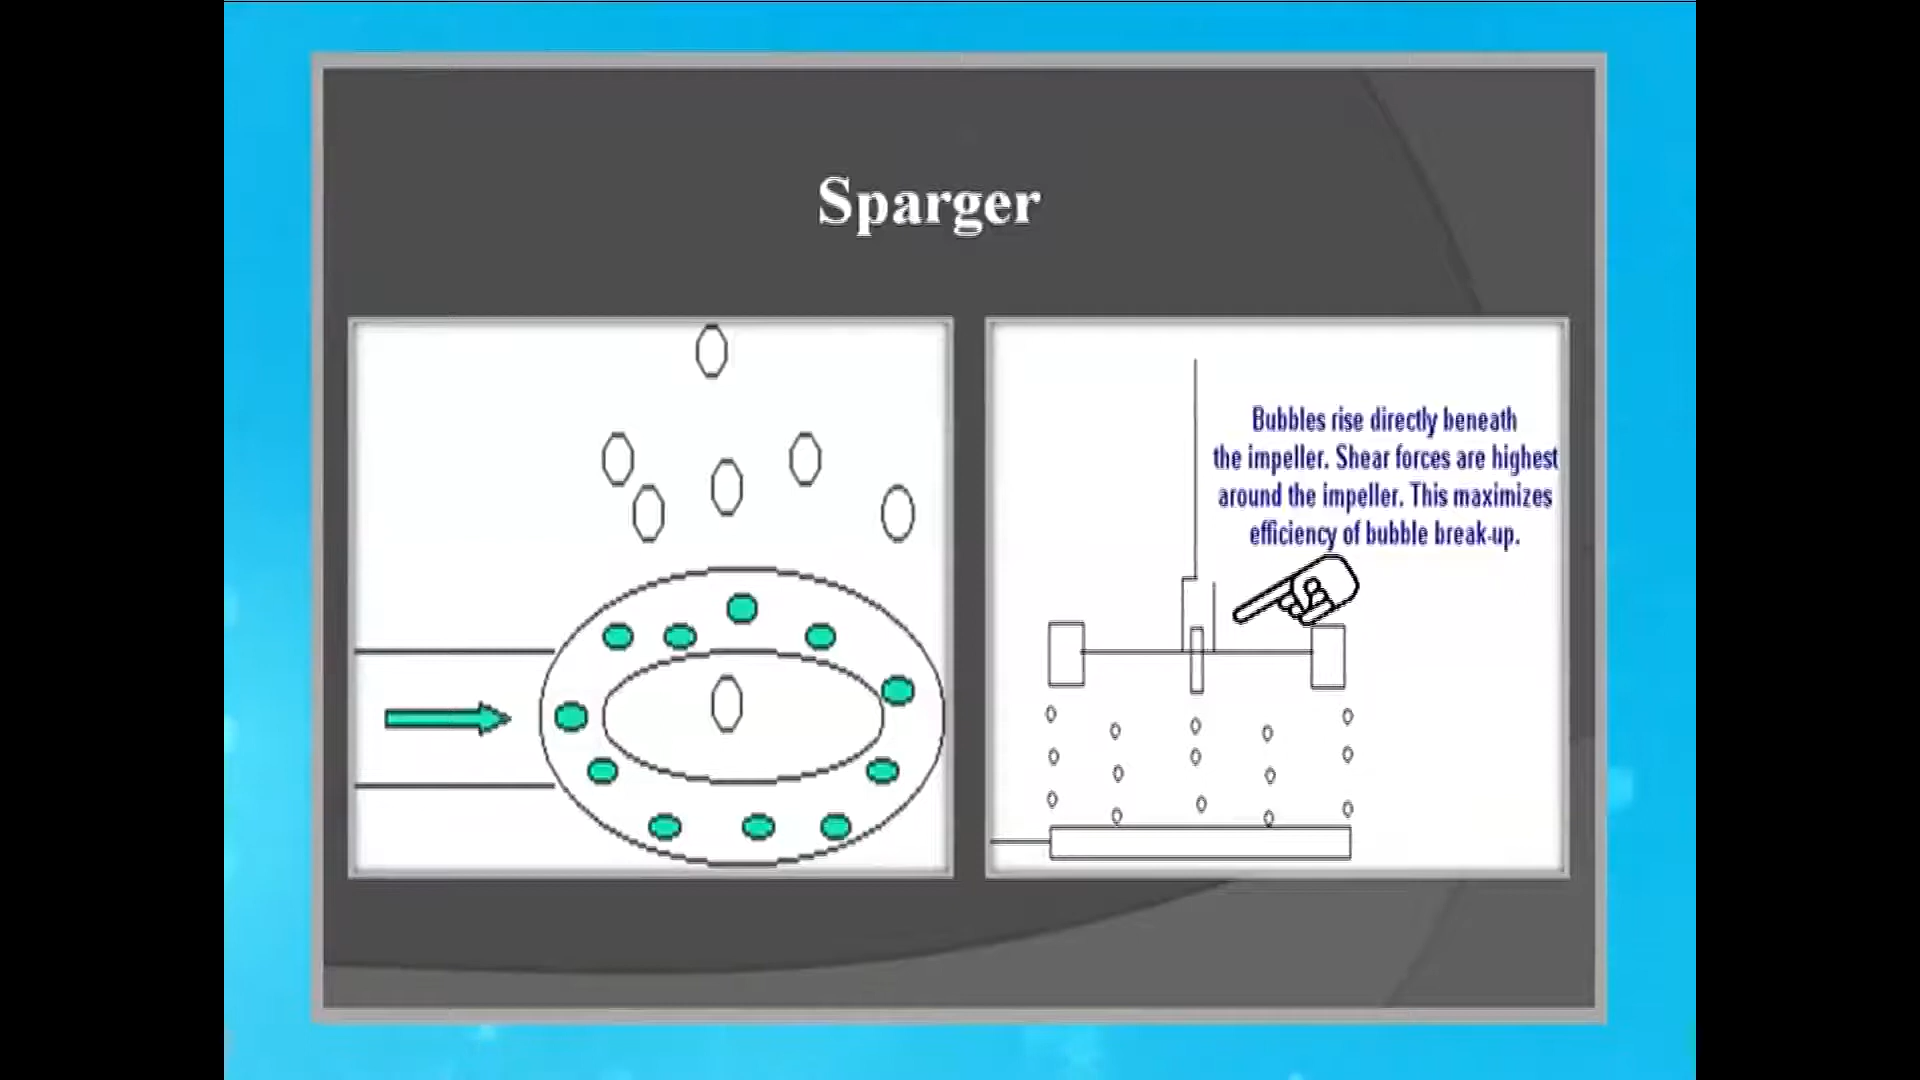 Sparger
Bubbles rise directly beneath
the impeller. Shear forces are highest
around the impeller. This maximizes
efficiency of bubble break-up.